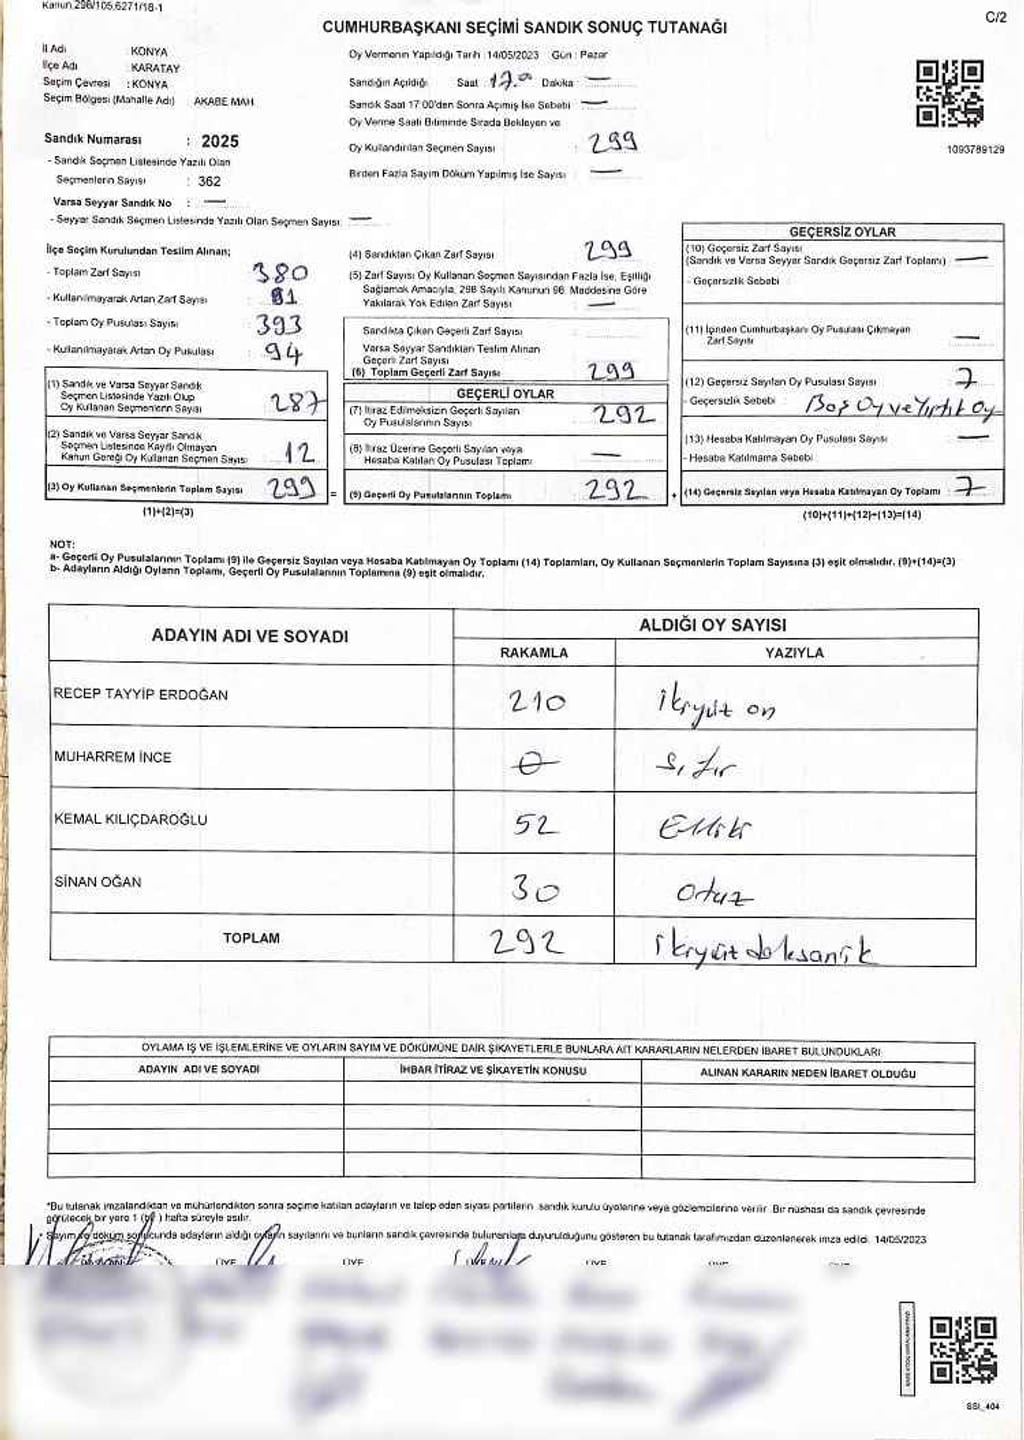 Kanun.298/105,6271/18-1
C/2
CUMHURBAŞKANI SEÇİMİ SANDIK SONUÇ TUTANAĞI
İl Adı KONYA
İlçe Adı KARATAY
Seçim Çevresi : KONYA
Seçim Bölgesi (Mahalle Adı) : AKABE MAH
Sandık Numarası : 2025
- Sandık Seçmen Listesinde Yazılı Olan
Seçmenlerin Sayısı : 362
Varsa Seyyar Sandık No : —
- Seyyar Sandık Seçmen Listesinde Yazılı Olan Seçmen Sayısı: —
Oy Vermenin Yapıldığı Tarih : 14/05/2023 Gün : Pazar
Sandığın Açıldığı Saat : 17.00 Dakika : —
Sandık Saat 17:00'den Sonra Açımış İse Sebebi : —
Oy Verme Saati Bitiminde Sırada Bekleyen ve
Oy Kullandırılan Seçmen Sayısı : 299
Birden Fazla Sayım Döküm Yapılmış İse Sayısı : —
1093789129
İlçe Seçim Kurulundan Teslim Alınan;
- Toplam Zarf Sayısı : 380
- Kullanılmayarak Artan Zarf Sayısı : 81
- Toplam Oy Pusulası Sayısı : 393
- Kullanılmayarak Artan Oy Pusulası : 94
(1) Sandık ve Varsa Seyyar Sandık
Seçmen Listesinde Yazılı Olup
Oy Kullanan Seçmenlerin Sayısı : 287
(2) Sandık ve Varsa Seyyar Sandık
Seçmen Listesinde Kayıtlı Olmayan
Kanun Gereği Oy Kullanan Seçmen Sayısı : 12
(3) Oy Kullanan Seçmenlerin Toplam Sayısı : 299
(1)+(2)=(3)
=
(4) Sandıktan Çıkan Zarf Sayısı : 299
(5) Zarf Sayısı Oy Kullanan Seçmen Sayısından Fazla İse, Eşitliği
Sağlamak Amacıyla, 298 Sayılı Kanunun 98. Maddesine Göre
Yakılarak Yok Edilen Zarf Sayısı : —
Sandıkta Çıkan Geçerli Zarf Sayısı :
Varsa Seyyar Sandıktan Teslim Alınan
Geçerli Zarf Sayısı :
(6) Toplam Geçerli Zarf Sayısı : 299
GEÇERLİ OYLAR
(7) İtiraz Edilmeksizin Geçerli Sayılan
Oy Pusulalarının Sayısı : 292
(8) İtiraz Üzerine Geçerli Sayılan veya
Hesaba Katılan Oy Pusulası Toplamı : —
(9) Geçerli Oy Pusulalarının Toplamı : 292
+
GEÇERSİZ OYLAR
(10) Geçersiz Zarf Sayısı
(Sandık ve Varsa Seyyar Sandık Geçersiz Zarf Toplamı) : —
- Geçersizlik Sebebi :
(11) İçinden Cumhurbaşkanı Oy Pusulası Çıkmayan
Zarf Sayısı : —
(12) Geçersiz Sayılan Oy Pusulası Sayısı : 7
- Geçersizlik Sebebi : Boş Oy ve Yırtık Oy
(13) Hesaba Katılmayan Oy Pusulası Sayısı : —
- Hesaba Katılmama Sebebi :
(14) Geçersiz Sayılan veya Hesaba Katılmayan Oy Toplamı : 7
(10)+(11)+(12)+(13)=(14)
NOT:
a- Geçerli Oy Pusulalarının Toplamı (9) ile Geçersiz Sayılan veya Hesaba Katılmayan Oy Toplamı (14) Toplamları, Oy Kullanan Seçmenlerin Toplam Sayısına (3) eşit olmalıdır. (9)+(14)=(3)
b- Adayların Aldığı Oyların Toplamı, Geçerli Oy Pusulalarının Toplamına (9) eşit olmalıdır.
ADAYIN ADI VE SOYADI
ALDIĞI OY SAYISI
RAKAMLA YAZIYLA
RECEP TAYYİP ERDOĞAN 210 ikiyüz on
MUHARREM İNCE 0 sıfır
KEMAL KILIÇDAROĞLU 52 Elliki
SİNAN OĞAN 30 otuz
TOPLAM 292 ikiyüz doksanik
OYLAMA İŞ VE İŞLEMLERİNE VE OYLARIN SAYIM VE DÖKÜMÜNE DAİR ŞİKAYETLERLE BUNLARA AİT KARARLARIN NELERDEN İBARET BULUNDUKLARI
ADAYIN ADI VE SOYADI İHBAR İTİRAZ VE ŞİKAYETİN KONUSU ALINAN KARARIN NEDEN İBARET OLDUĞU
*Bu tutanak imzalandıktan ve mühürlendikten sonra seçime katılan adayların ve talep eden siyasi partilerin sandık kurulu üyelerine veya gözlemcilerine verilir. Bir nüshası da sandık çevresinde
görülecek bir yere 1 (bir) hafta süreyle asılır.
* Sayım ve döküm sonucunda adayların aldığı oyların sayılarını ve bunların sandık çevresinde bulunanlara duyurulduğunu gösteren bu tutanak tarafımızdan düzenlenerek imza edildi. 14/05/2023
ÜYE ÜYE ÜYE
SSI_404